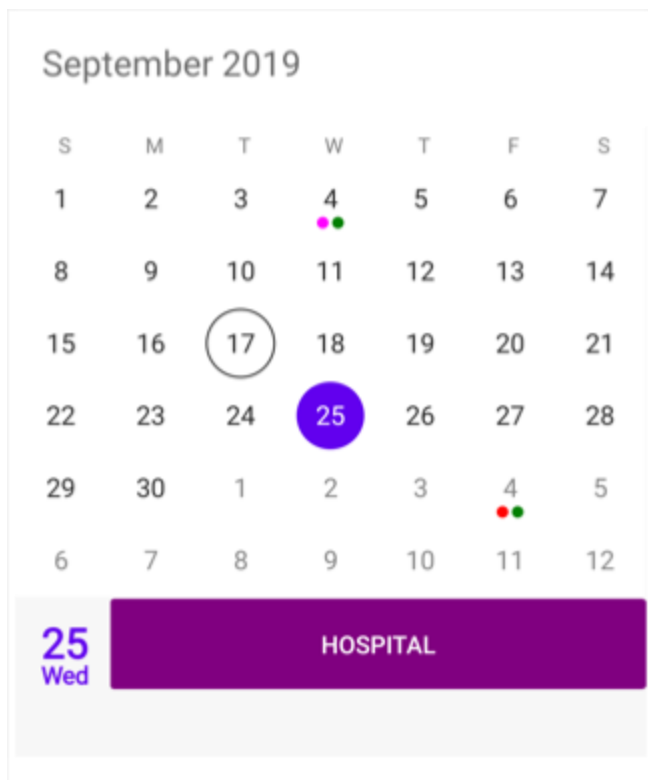 September 2019
S M T W T F S
1 2 3 4 5 6 7
8 9 10 11 12 13 14
15 16 17 18 19 20 21
22 23 24 25 26 27 28
29 30 1 2 3 4 5
6 7 8 9 10 11 12
25
Wed
HOSPITAL